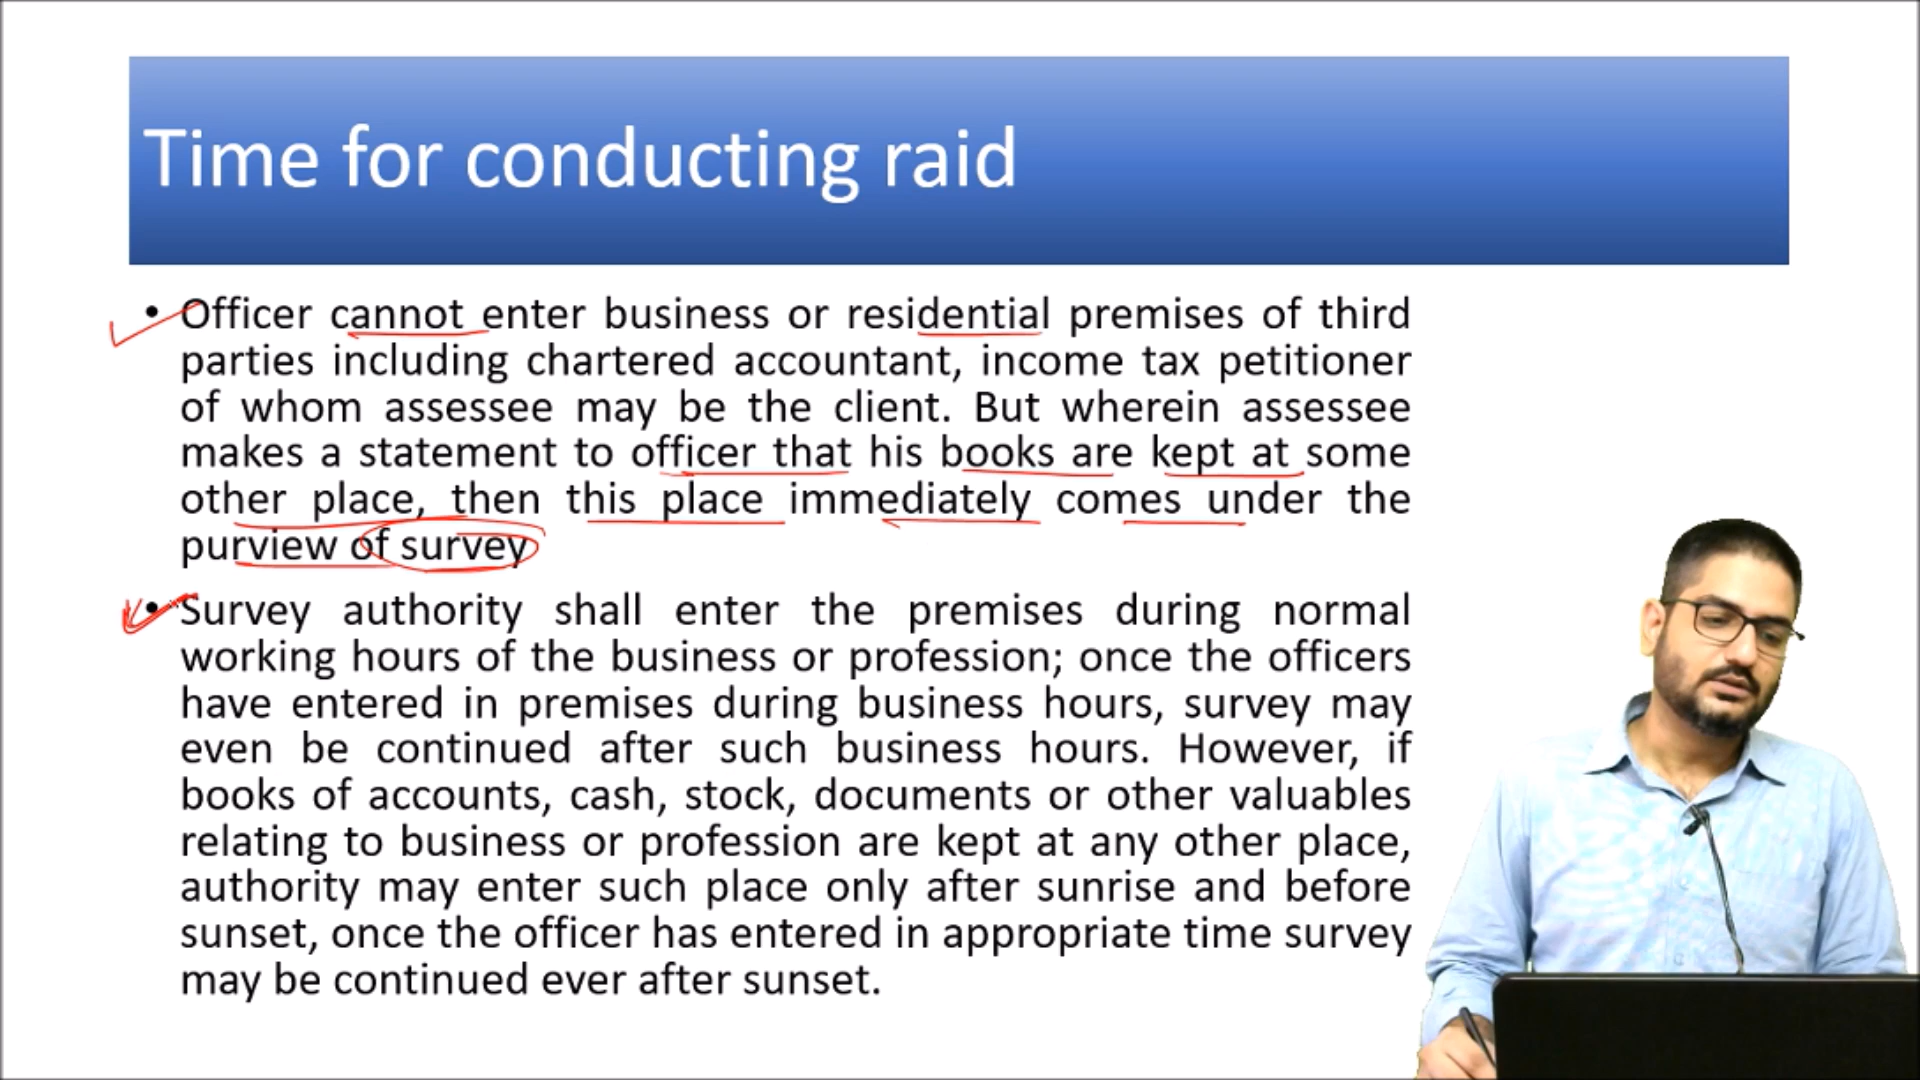 Time for conducting raid
• Officer cannot enter business or residential premises of third
parties including chartered accountant, income tax petitioner
of whom assessee may be the client. But wherein assessee
makes a statement to officer that his books are kept at some
other place, then this place immediately comes under the
purview of survey
• Survey authority shall enter the premises during normal
working hours of the business or profession; once the officers
have entered in premises during business hours, survey may
even be continued after such business hours. However, if
books of accounts, cash, stock, documents or other valuables
relating to business or profession are kept at any other place,
authority may enter such place only after sunrise and before
sunset, once the officer has entered in appropriate time survey
may be continued ever after sunset.